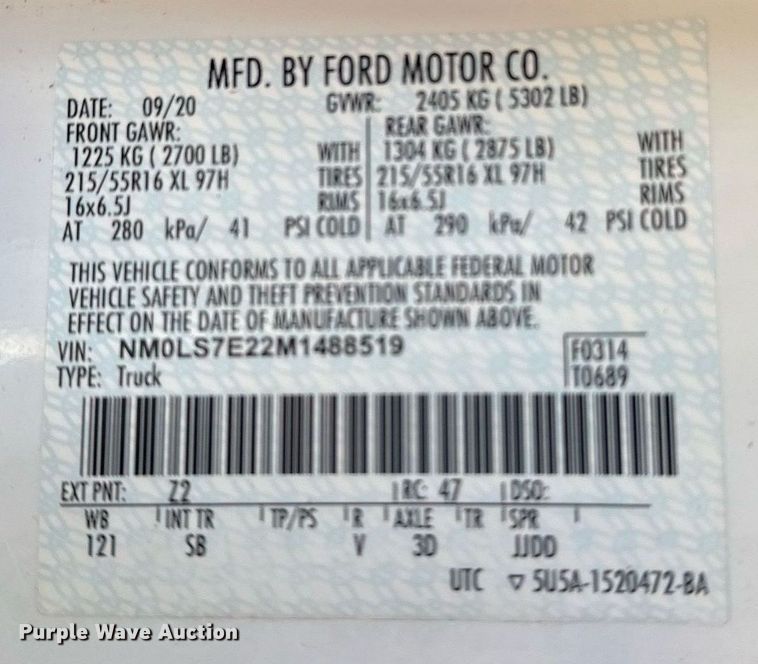 MFD. BY FORD MOTOR CO.
DATE: 09/20 GVWR: 2405 KG ( 5302 LB)
FRONT GAWR: REAR GAWR:
1225 KG ( 2700 LB) WITH 1304 KG ( 2875 LB) WITH
215/55R16 XL 97H TIRES 215/55R16 XL 97H TIRES
16x6.5J RIMS 16x6.5J RIMS
AT 280 kPa/ 41 PSI COLD AT 290 kPa/ 42 PSI COLD
THIS VEHICLE CONFORMS TO ALL APPLICABLE FEDERAL MOTOR
VEHICLE SAFETY AND THEFT PREVENTION STANDARDS IN
EFFECT ON THE DATE OF MANUFACTURE SHOWN ABOVE.
VIN: NM0LS7E22M1488519 F0314
TYPE: Truck T0689
EXT PNT: Z2 RC: 47 DSO:
WB INT TR TP/PS R AXLE TR SPR
121 SB V 3D JJDD
UTC ▽ 5U5A-1520472-BA
Purple Wave Auction